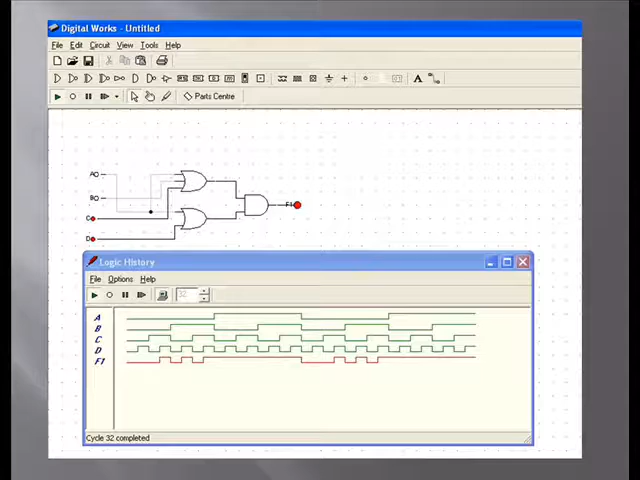 Digital Works - Untitled
File Edit Circuit View Tools Help
Parts Centre
A
B
C
D
F1
Logic History
File Options Help
32
A
B
C
D
F1
Cycle 32 completed